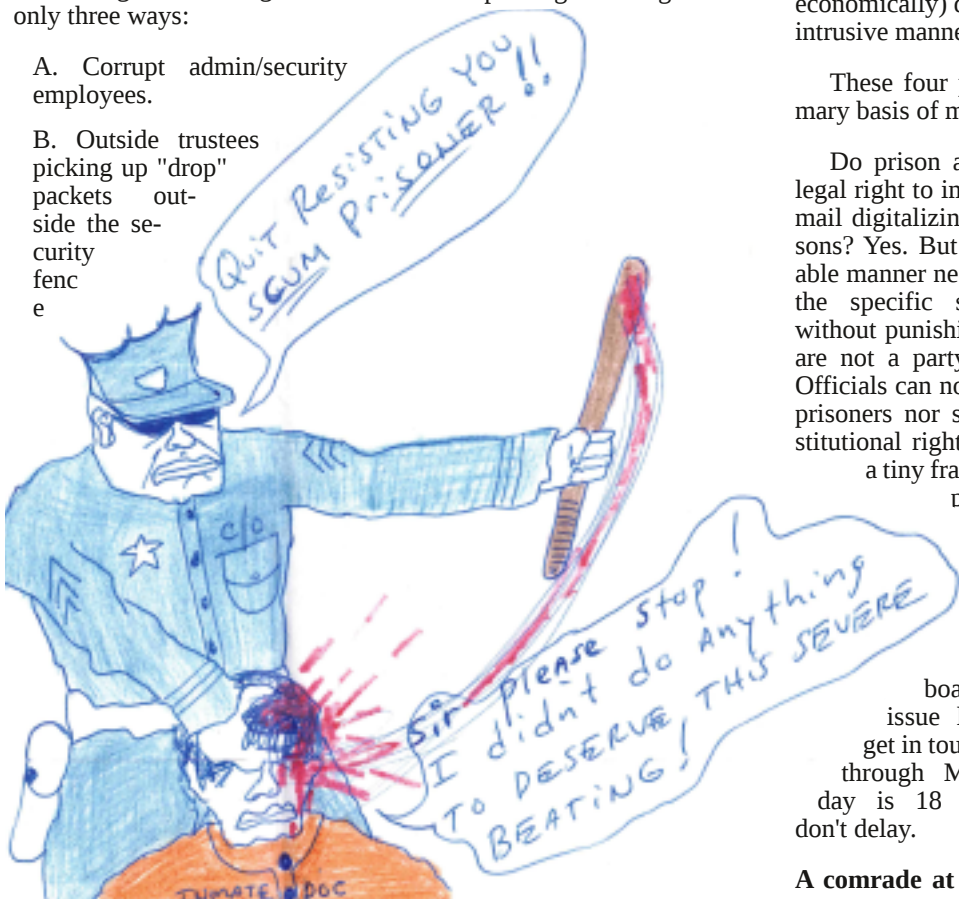 only three ways:
A. Corrupt admin/security
employees.
B. Outside trustees
picking up "drop"
packets out-
side the se-
curity
fenc
e
QUIT RESISTING YOU
SCUM PRISONER!!
C/O
Sir please stop!
I didn't do Anything
TO DESERVE THIS SEVERE
BEATING!
INMATE DOC
economically)
intrusive manne
These four
mary basis of m
Do prison a
legal right to in
mail digitalizin
sons? Yes. But
able manner ne
the specific s
without punishi
are not a party
Officials can no
prisoners nor s
stitutional right
a tiny fra
boa
issue
get in tou
through M
day is 18
don't delay.
A comrade at